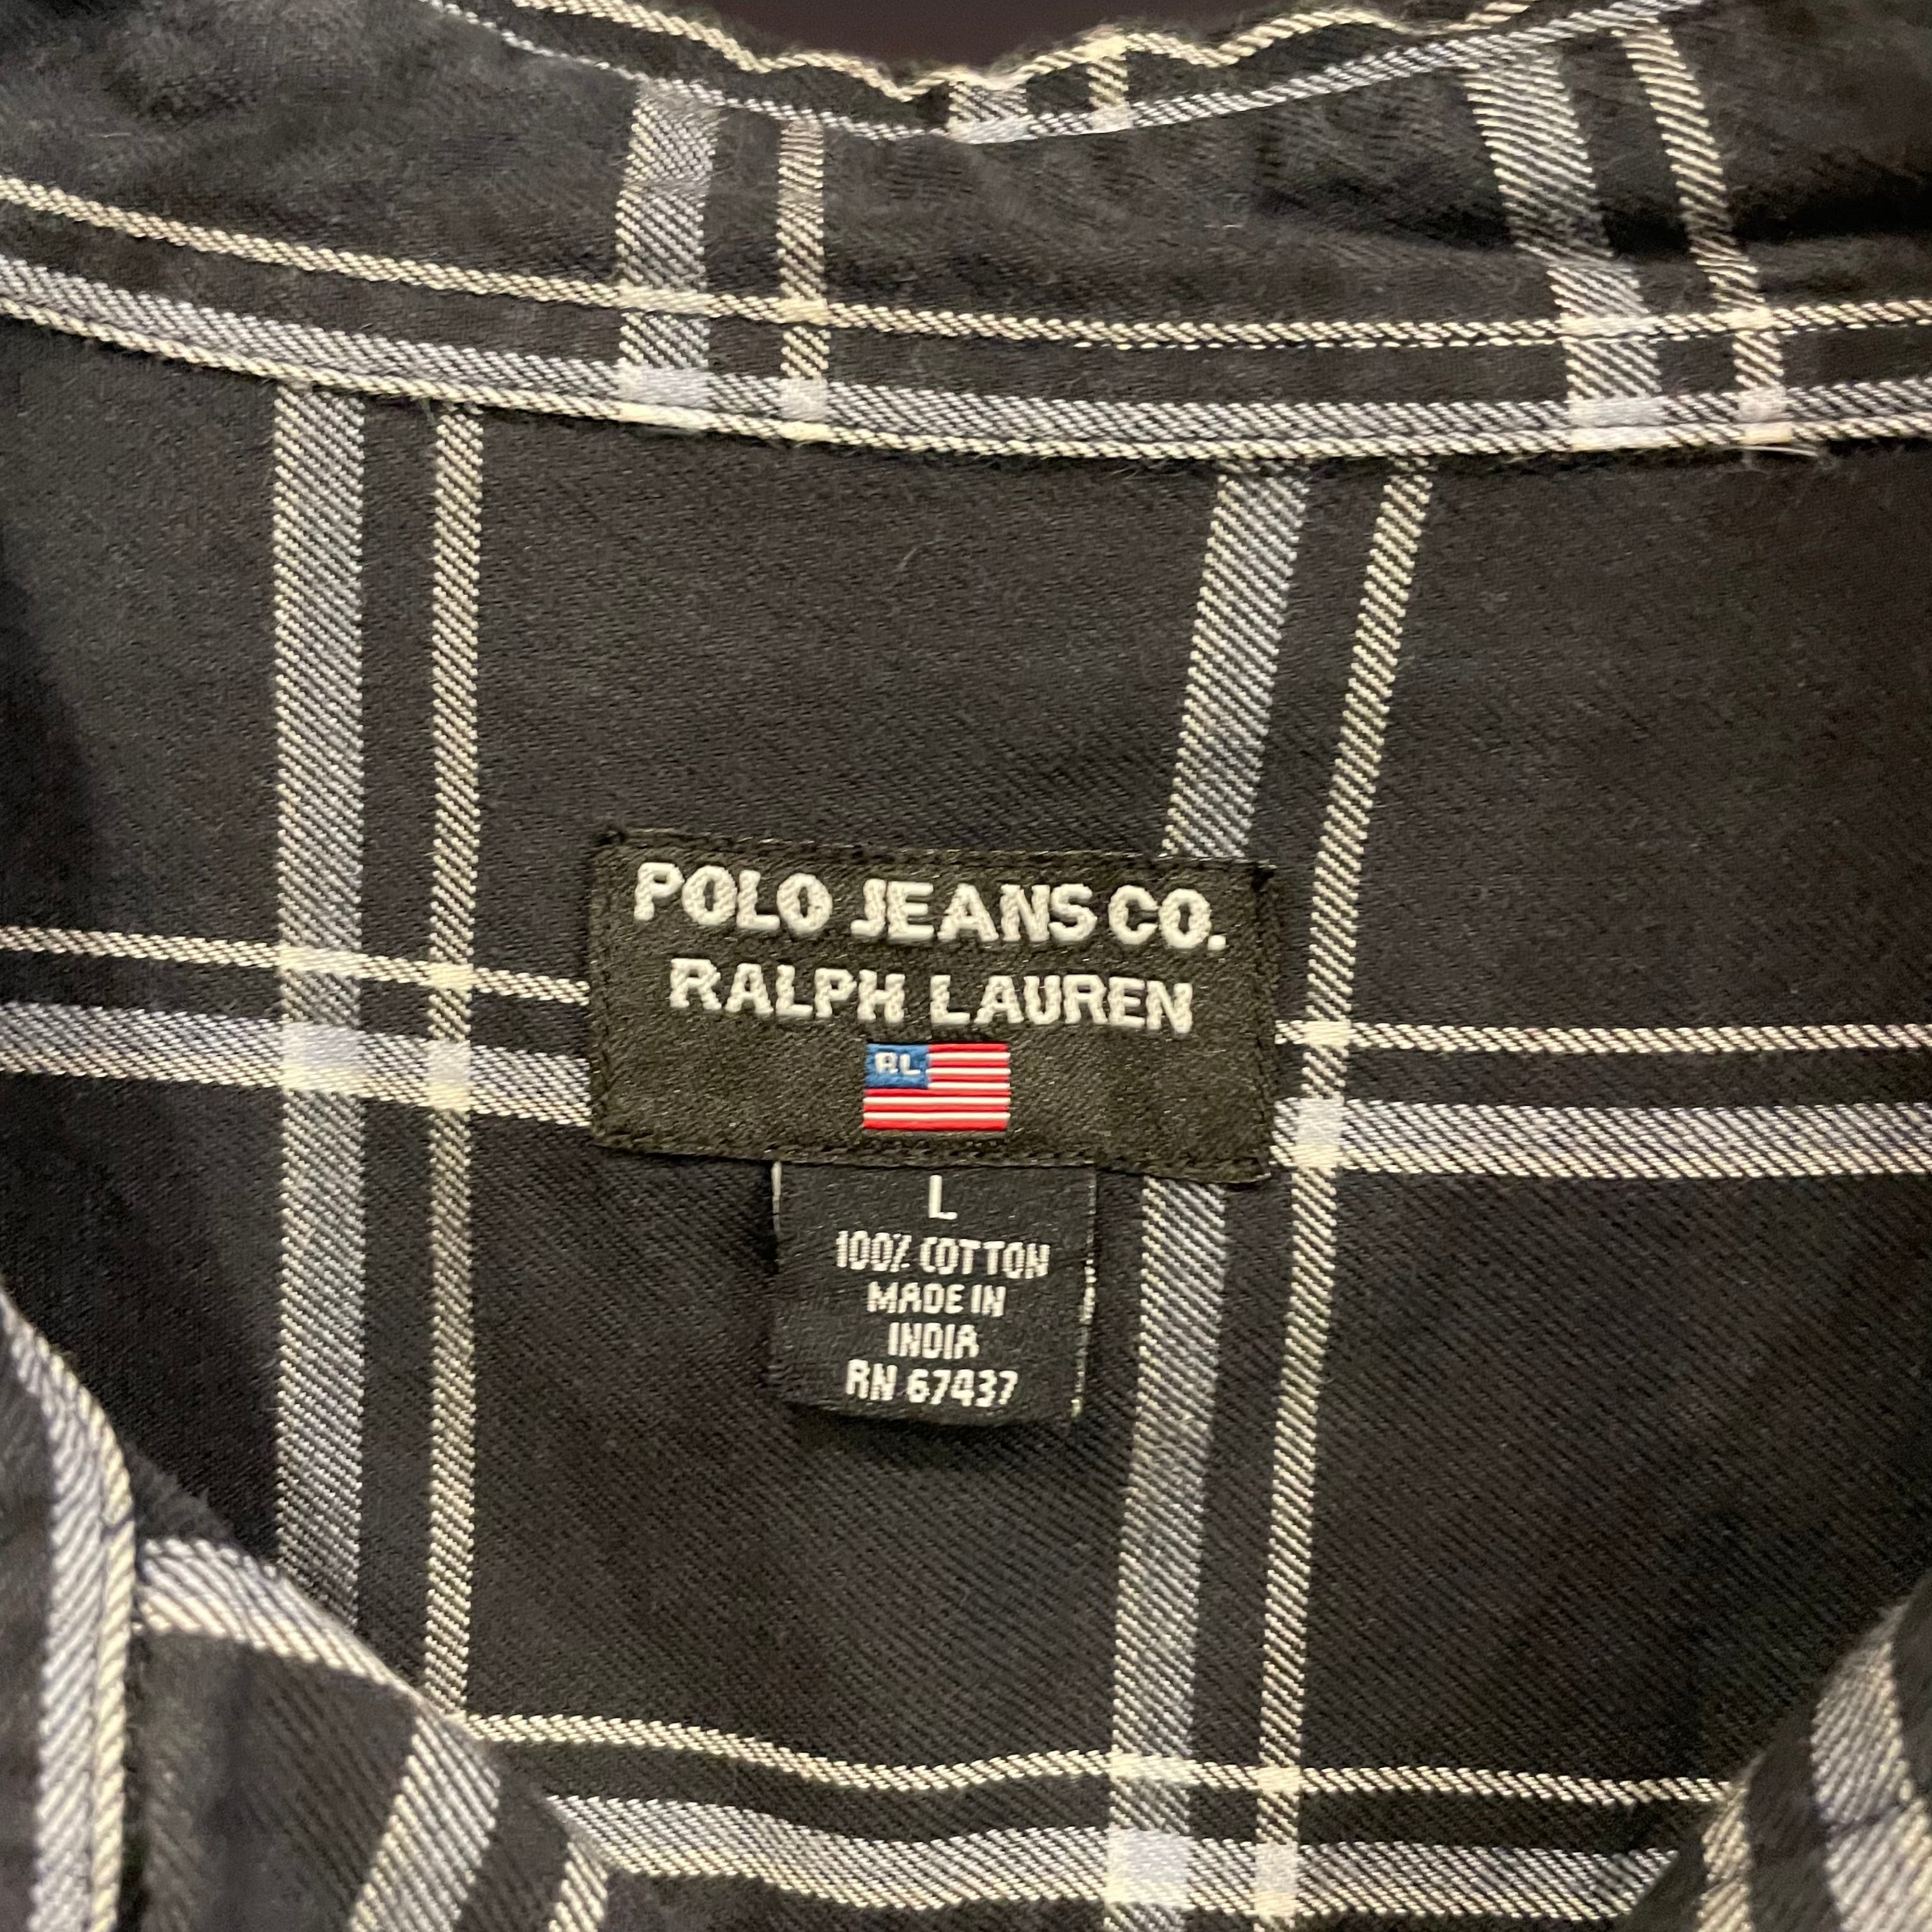 POLO JEANS CO.
RALPH LAUREN
RL
L
100% COTTON
MADE IN
INDIA
RN 67437